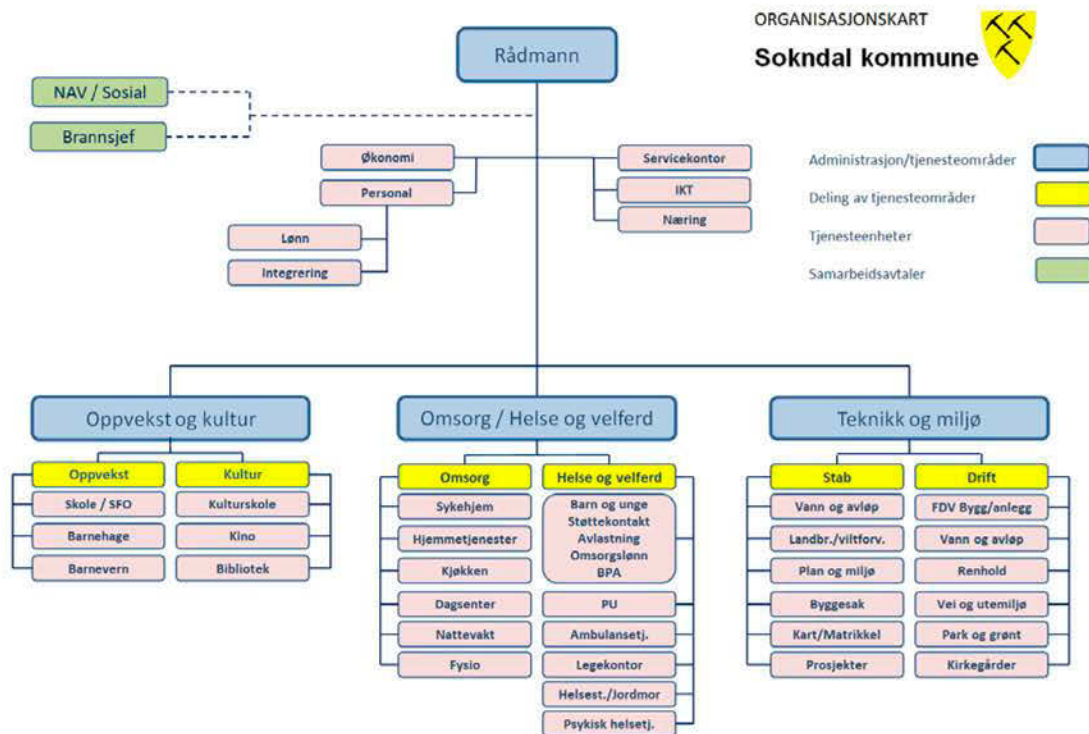 ORGANISASJONSKART
Sokndal kommune
Rådmann
NAV / Sosial
Brannsjef
Økonomi
Personal
Lønn
Integrering
Servicekontor
IKT
Næring
Administrasjon/tjenesteområder
Deling av tjenesteområder
Tjenesteenheter
Samarbeidsavtaler
Oppvekst og kultur
Oppvekst
Skole / SFO
Barnehage
Barnevern
Kultur
Kulturskole
Kino
Bibliotek
Omsorg / Helse og velferd
Omsorg
Sykehjem
Hjemmetjenester
Kjøkken
Dagsenter
Nattevakt
Fysio
Helse og velferd
Barn og unge
Støttekontakt
Avlastning
Omsorgslønn
BPA
PU
Ambulansetj.
Legekontor
Helsest./Jordmor
Psykisk helsetj.
Teknikk og miljø
Stab
Vann og avløp
Landbr./viltforv.
Plan og miljø
Byggesak
Kart/Matrikkel
Prosjekter
Drift
FDV Bygg/anlegg
Vann og avløp
Renhold
Vei og utemiljø
Park og grønt
Kirkegårder